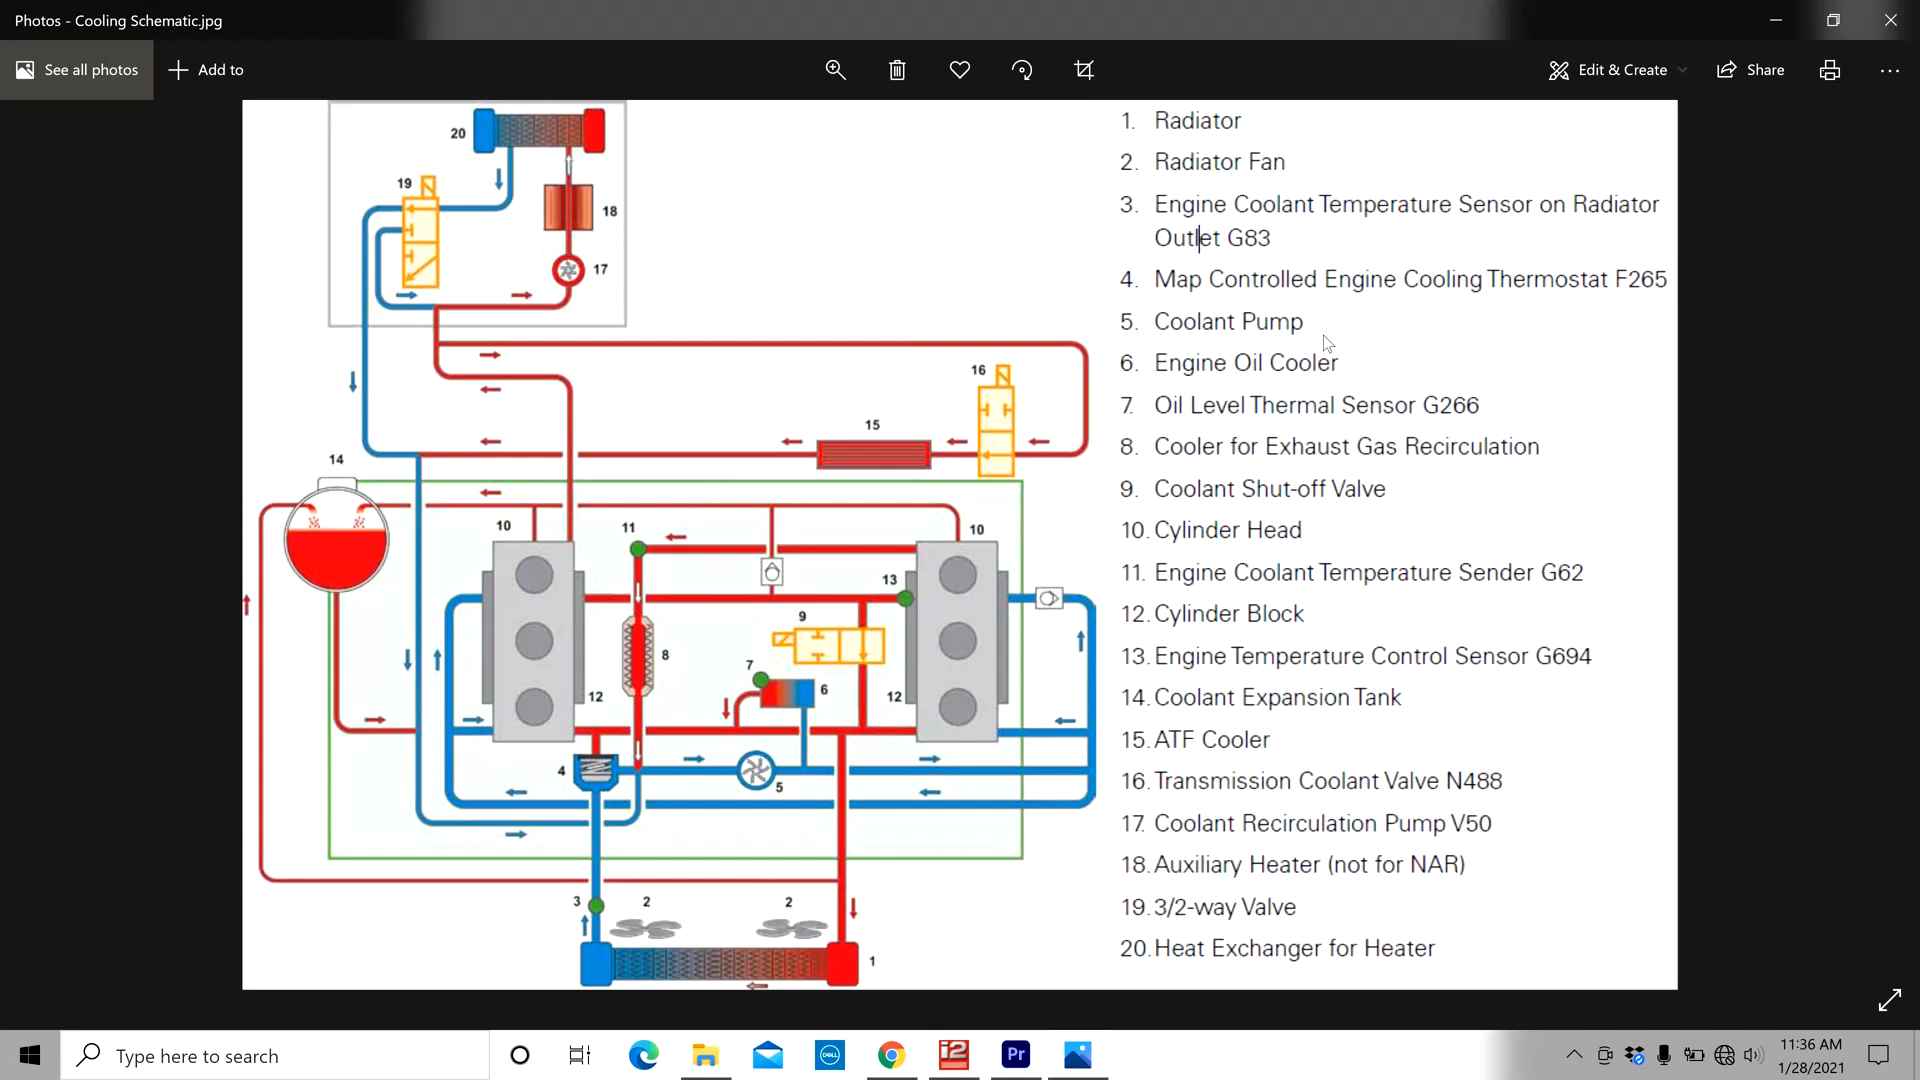 Photos - Cooling Schematic.jpg
See all photos
Add to
Edit & Create
Share
20
19
18
17
16
15
14
10
11
10
13
9
8
7
6
12
12
4
5
3
2
2
1
1. Radiator
2. Radiator Fan
3. Engine Coolant Temperature Sensor on Radiator
Outlet G83
4. Map Controlled Engine Cooling Thermostat F265
5. Coolant Pump
6. Engine Oil Cooler
7. Oil Level Thermal Sensor G266
8. Cooler for Exhaust Gas Recirculation
9. Coolant Shut-off Valve
10. Cylinder Head
11. Engine Coolant Temperature Sender G62
12. Cylinder Block
13. Engine Temperature Control Sensor G694
14. Coolant Expansion Tank
15. ATF Cooler
16. Transmission Coolant Valve N488
17. Coolant Recirculation Pump V50
18. Auxiliary Heater (not for NAR)
19. 3/2-way Valve
20. Heat Exchanger for Heater
Type here to search
DELL
i2
Pr
11:36 AM
1/28/2021